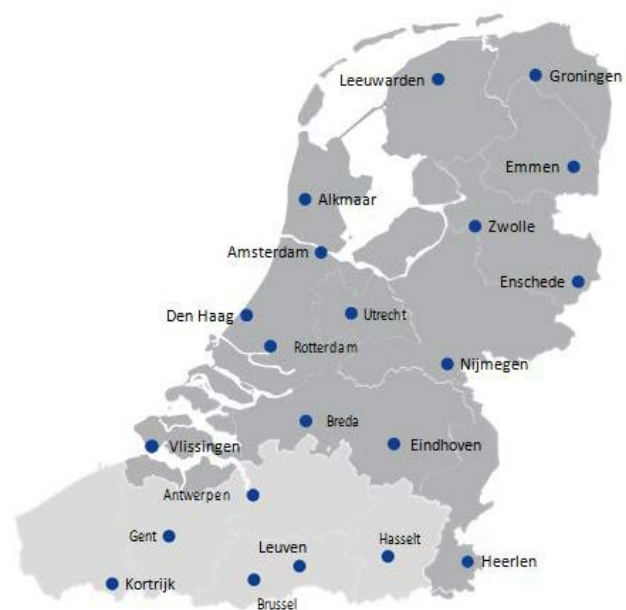 Leeuwarden
Groningen
Emmen
Alkmaar
Zwolle
Amsterdam
Enschede
Den Haag
Utrecht
Rotterdam
Nijmegen
Breda
Vlissingen
Eindhoven
Antwerpen
Gent
Leuven
Hasselt
Heerlen
Kortrijk
Brussel